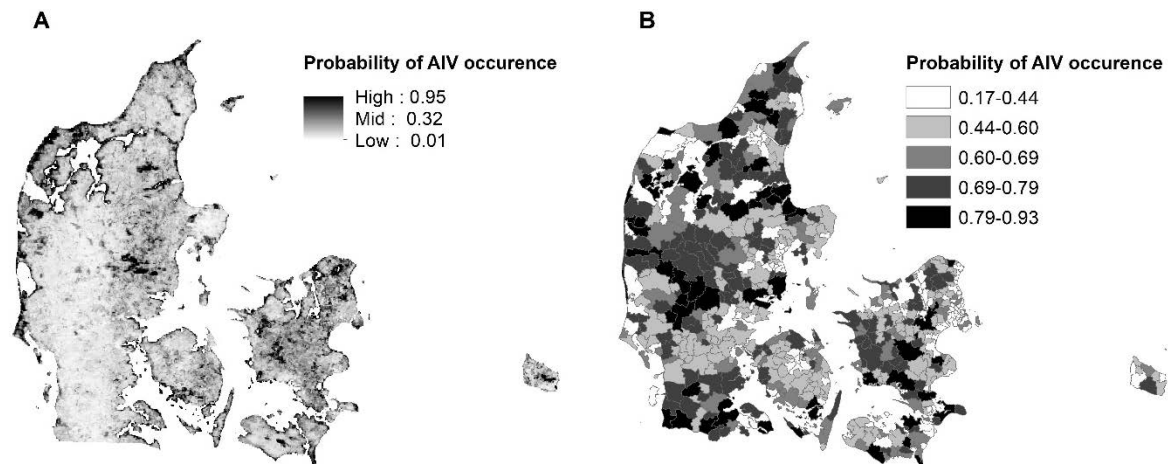 A
Probability of AIV occurence
High : 0.95
Mid : 0.32
Low : 0.01
B
Probability of AIV occurence
0.17-0.44
0.44-0.60
0.60-0.69
0.69-0.79
0.79-0.93